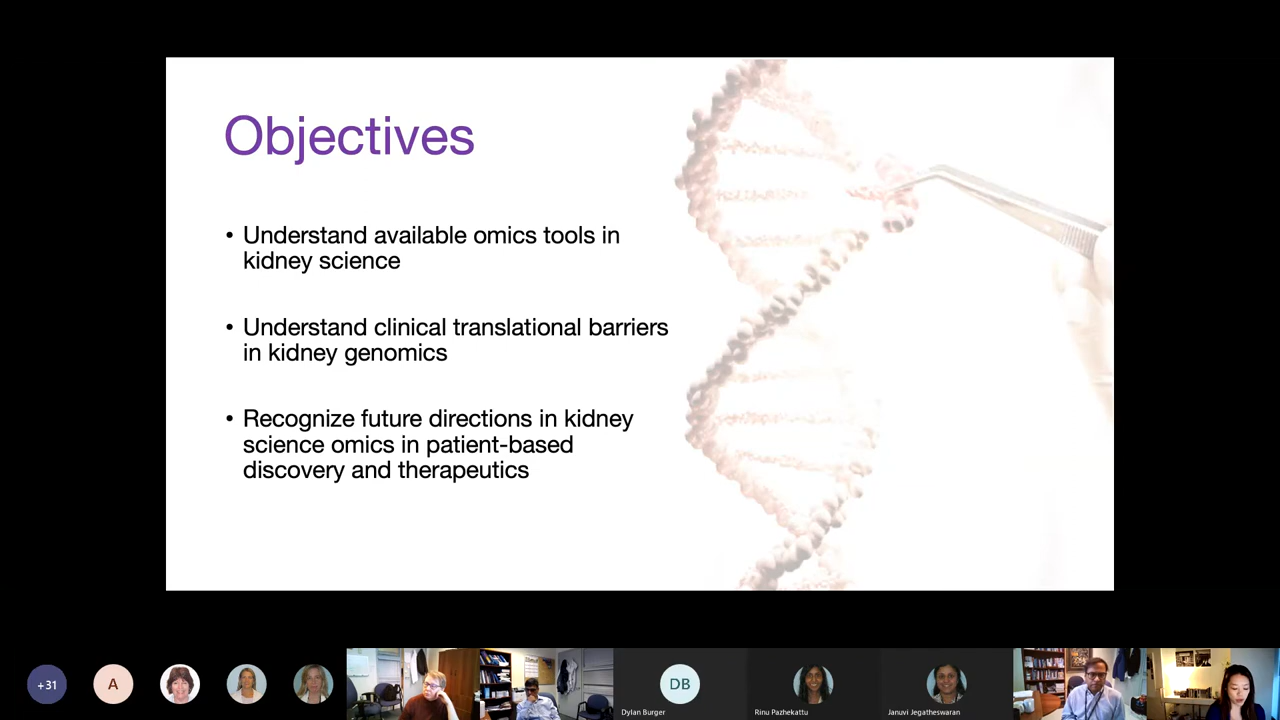 Objectives
• Understand available omics tools in
kidney science
• Understand clinical translational barriers
in kidney genomics
• Recognize future directions in kidney
science omics in patient-based
discovery and therapeutics
+31
A
DB
Dylan Burger
Rinu Pazhekattu
Januvi Jegatheswaran